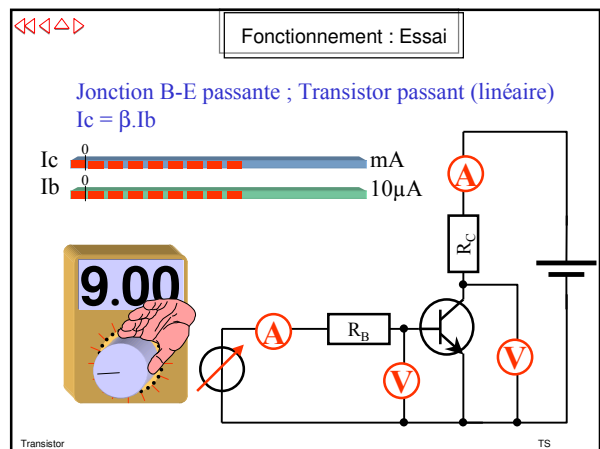 Fonctionnement : Essai
Jonction B-E passante ; Transistor passant (linéaire)
Ic = β.Ib
0
Ic mA
0
Ib 10µA
A
R_C
9.00
A
R_B
V
V
Transistor TS